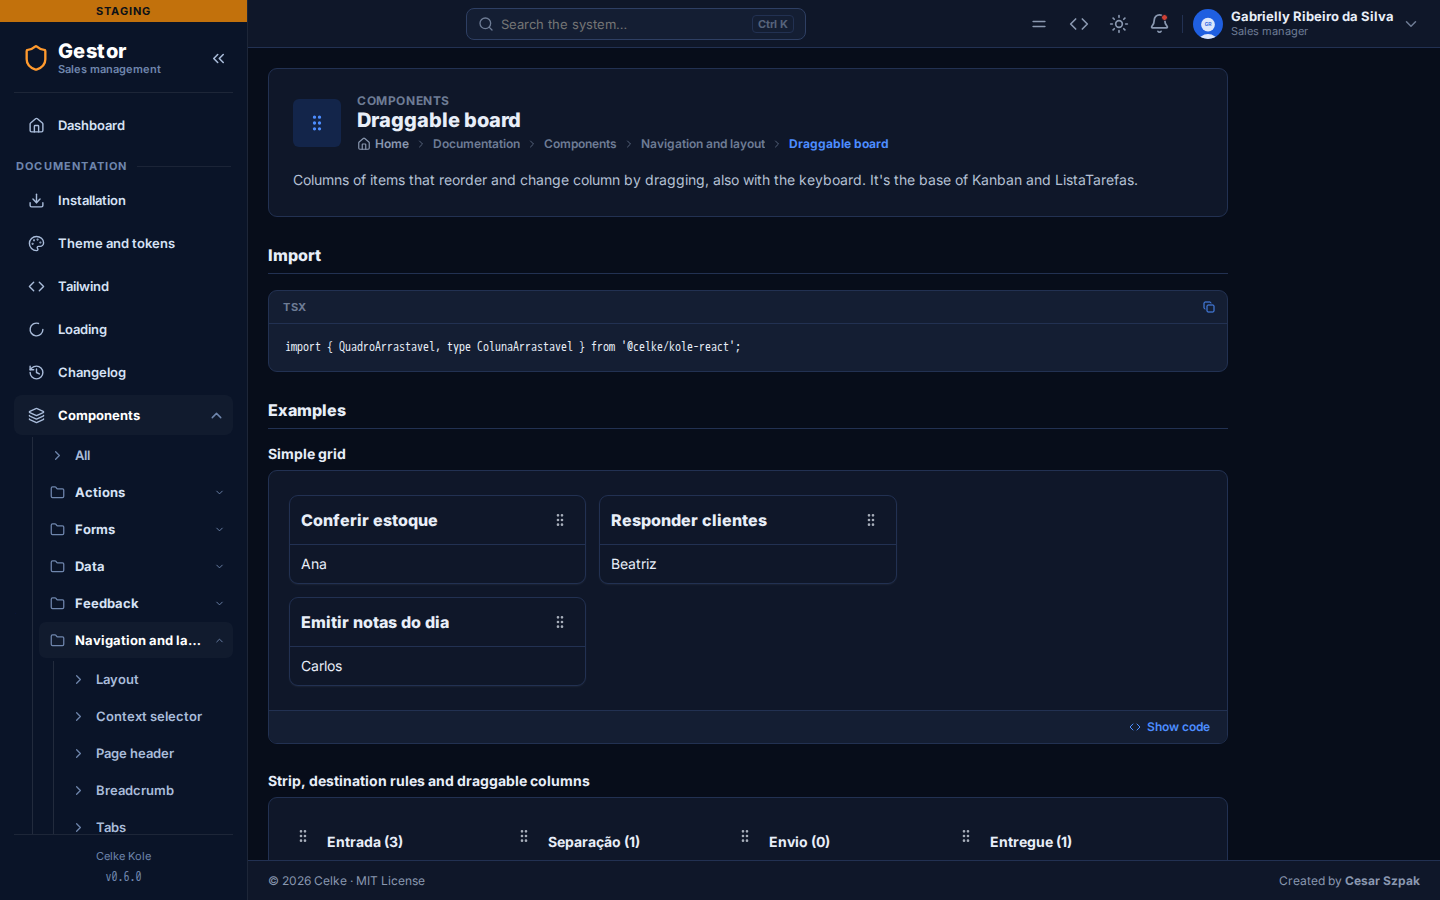 STAGING
Gestor
Sales management
Dashboard
DOCUMENTATION
Installation
Theme and tokens
Tailwind
Loading
Changelog
Components
All
Actions
Forms
Data
Feedback
Navigation and la...
Layout
Context selector
Page header
Breadcrumb
Tabs
Celke Kole
v0.6.0
Search the system...
Ctrl K
GR
Gabrielly Ribeiro da Silva
Sales manager
COMPONENTS
Draggable board
Home > Documentation > Components > Navigation and layout > Draggable board
Columns of items that reorder and change column by dragging, also with the keyboard. It's the base of Kanban and ListaTarefas.
Import
TSX
import { QuadroArrastavel, type ColunaArrastavel } from '@celke/kole-react';
Examples
Simple grid
Conferir estoque
Ana
Responder clientes
Beatriz
Emitir notas do dia
Carlos
Show code
Strip, destination rules and draggable columns
Entrada (3)
Separação (1)
Envio (0)
Entregue (1)
© 2026 Celke · MIT License
Created by Cesar Szpak